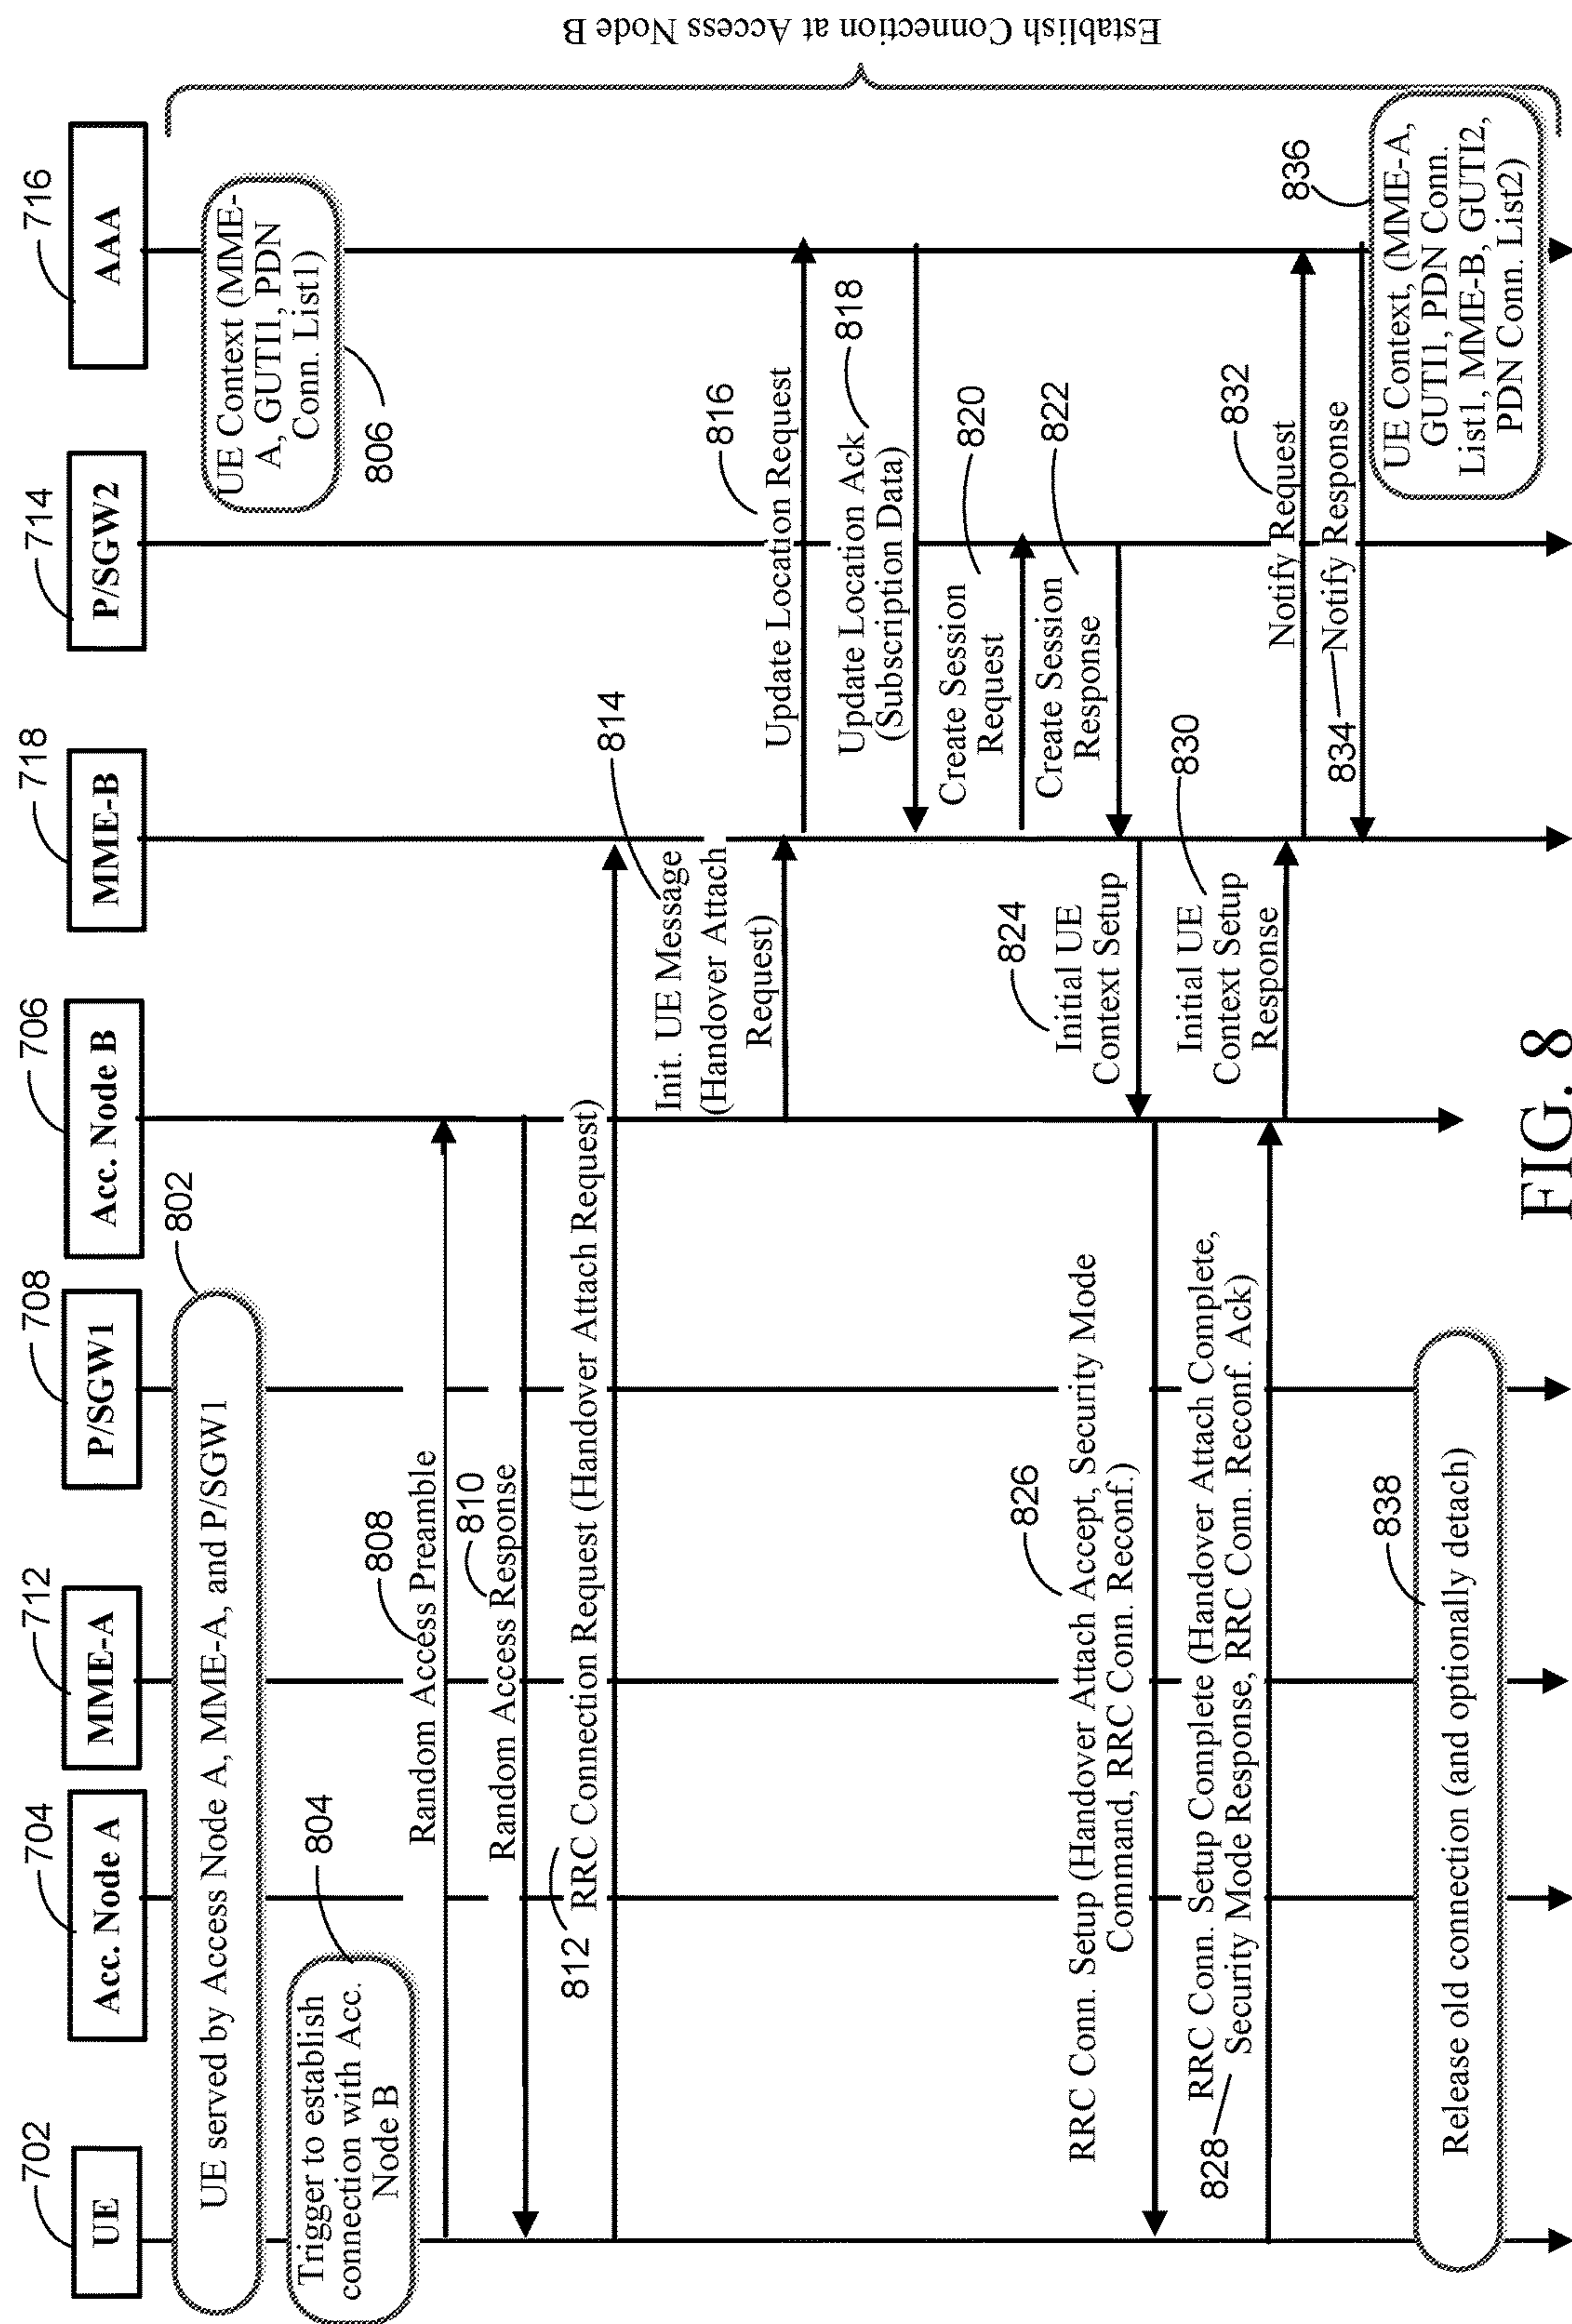 702
UE
704
Acc. Node A
712
MME-A
708
P/SGW1
706
Acc. Node B
718
MME-B
714
P/SGW2
716
AAA
802
UE served by Access Node A, MME-A, and P/SGW1
804
Trigger to establish
connection with Acc.
Node B
UE Context (MME-
A, GUTI1, PDN
Conn. List1)
806
808
Random Access Preamble
810
Random Access Response
812
RRC Connection Request (Handover Attach Request)
814
Init. UE Message
(Handover Attach
Request)
816
Update Location Request
818
Update Location Ack
(Subscription Data)
820
Create Session
Request
822
Create Session
Response
824
Initial UE
Context Setup
826
RRC Conn. Setup (Handover Attach Accept, Security Mode
Command, RRC Conn. Reconf.)
828
RRC Conn. Setup Complete (Handover Attach Complete,
Security Mode Response, RRC Conn. Reconf. Ack)
830
Initial UE
Context Setup
Response
832
Notify Request
834
Notify Response
836
UE Context, (MME-A,
GUTI1, PDN Conn.
List1, MME-B, GUTI2,
PDN Conn. List2)
838
Release old connection (and optionally detach)
Establish Connection at Access Node B
FIG. 8